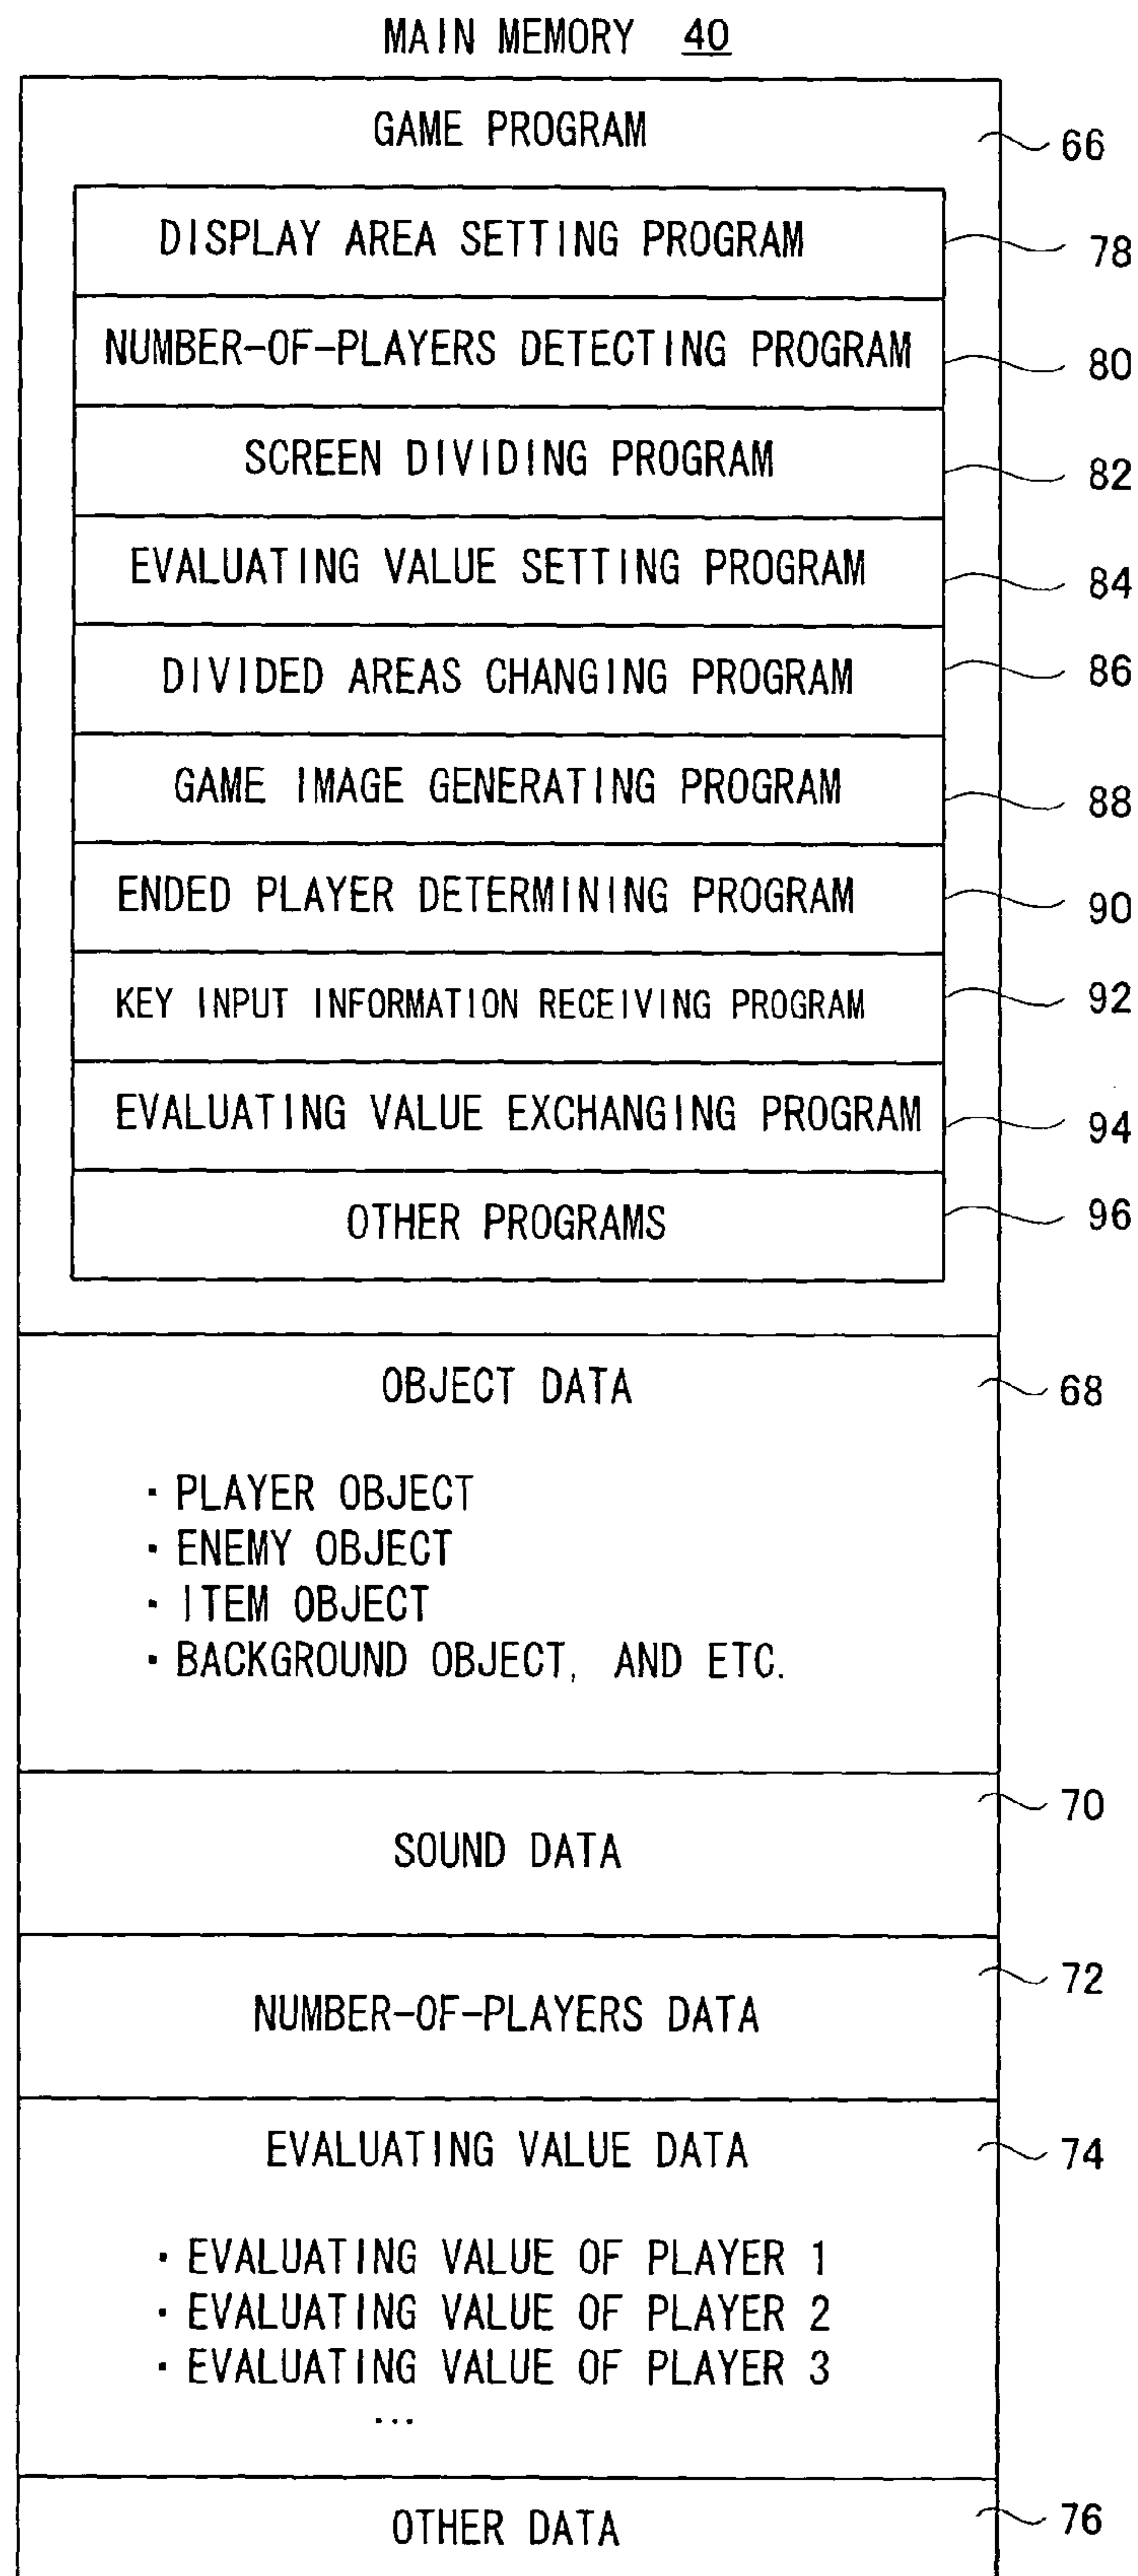 MAIN MEMORY 40
GAME PROGRAM 66
DISPLAY AREA SETTING PROGRAM 78
NUMBER-OF-PLAYERS DETECTING PROGRAM 80
SCREEN DIVIDING PROGRAM 82
EVALUATING VALUE SETTING PROGRAM 84
DIVIDED AREAS CHANGING PROGRAM 86
GAME IMAGE GENERATING PROGRAM 88
ENDED PLAYER DETERMINING PROGRAM 90
KEY INPUT INFORMATION RECEIVING PROGRAM 92
EVALUATING VALUE EXCHANGING PROGRAM 94
OTHER PROGRAMS 96
OBJECT DATA 68
· PLAYER OBJECT
· ENEMY OBJECT
· ITEM OBJECT
· BACKGROUND OBJECT, AND ETC.
SOUND DATA 70
NUMBER-OF-PLAYERS DATA 72
EVALUATING VALUE DATA 74
· EVALUATING VALUE OF PLAYER 1
· EVALUATING VALUE OF PLAYER 2
· EVALUATING VALUE OF PLAYER 3
...
OTHER DATA 76